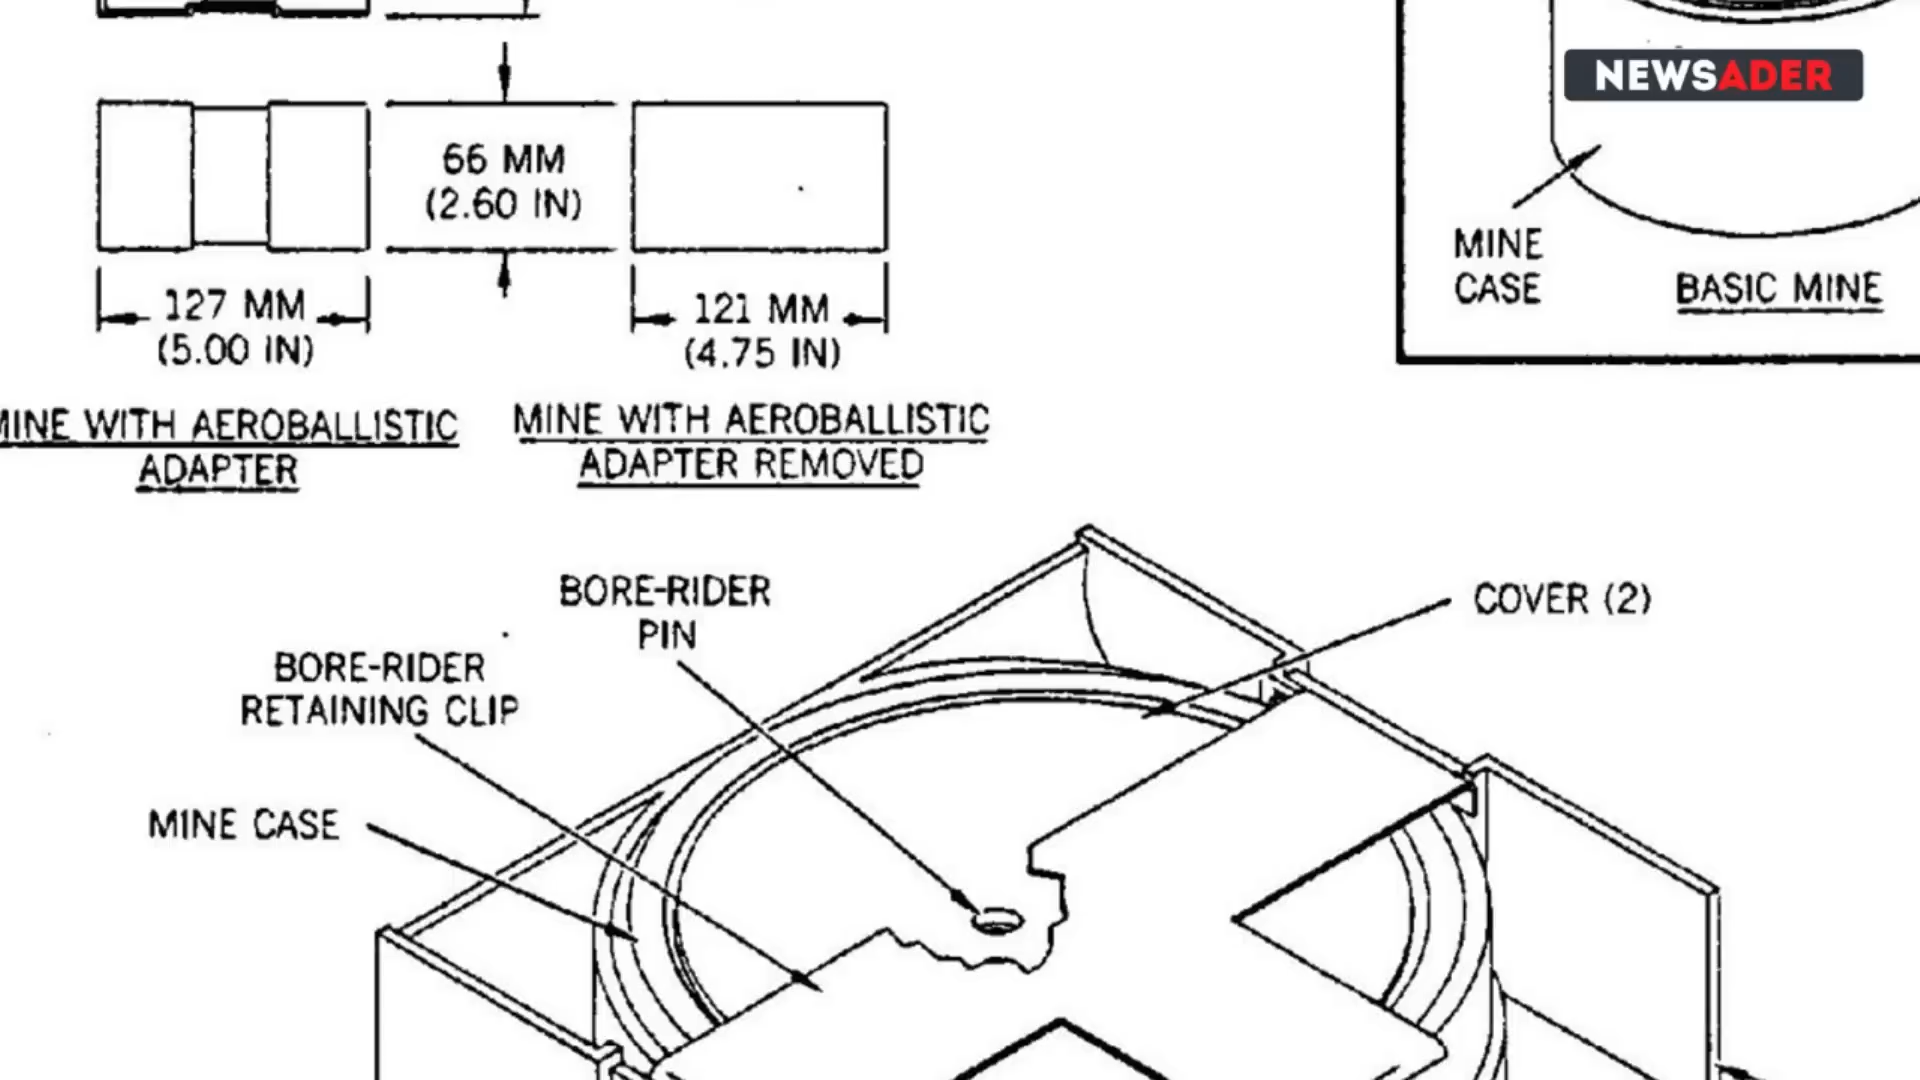 NEWSADER
66 MM
(2.60 IN)
127 MM
(5.00 IN)
121 MM
(4.75 IN)
MINE
CASE
BASIC MINE
MINE WITH AEROBALLISTIC
ADAPTER
MINE WITH AEROBALLISTIC
ADAPTER REMOVED
BORE-RIDER
PIN
COVER (2)
BORE-RIDER
RETAINING CLIP
MINE CASE